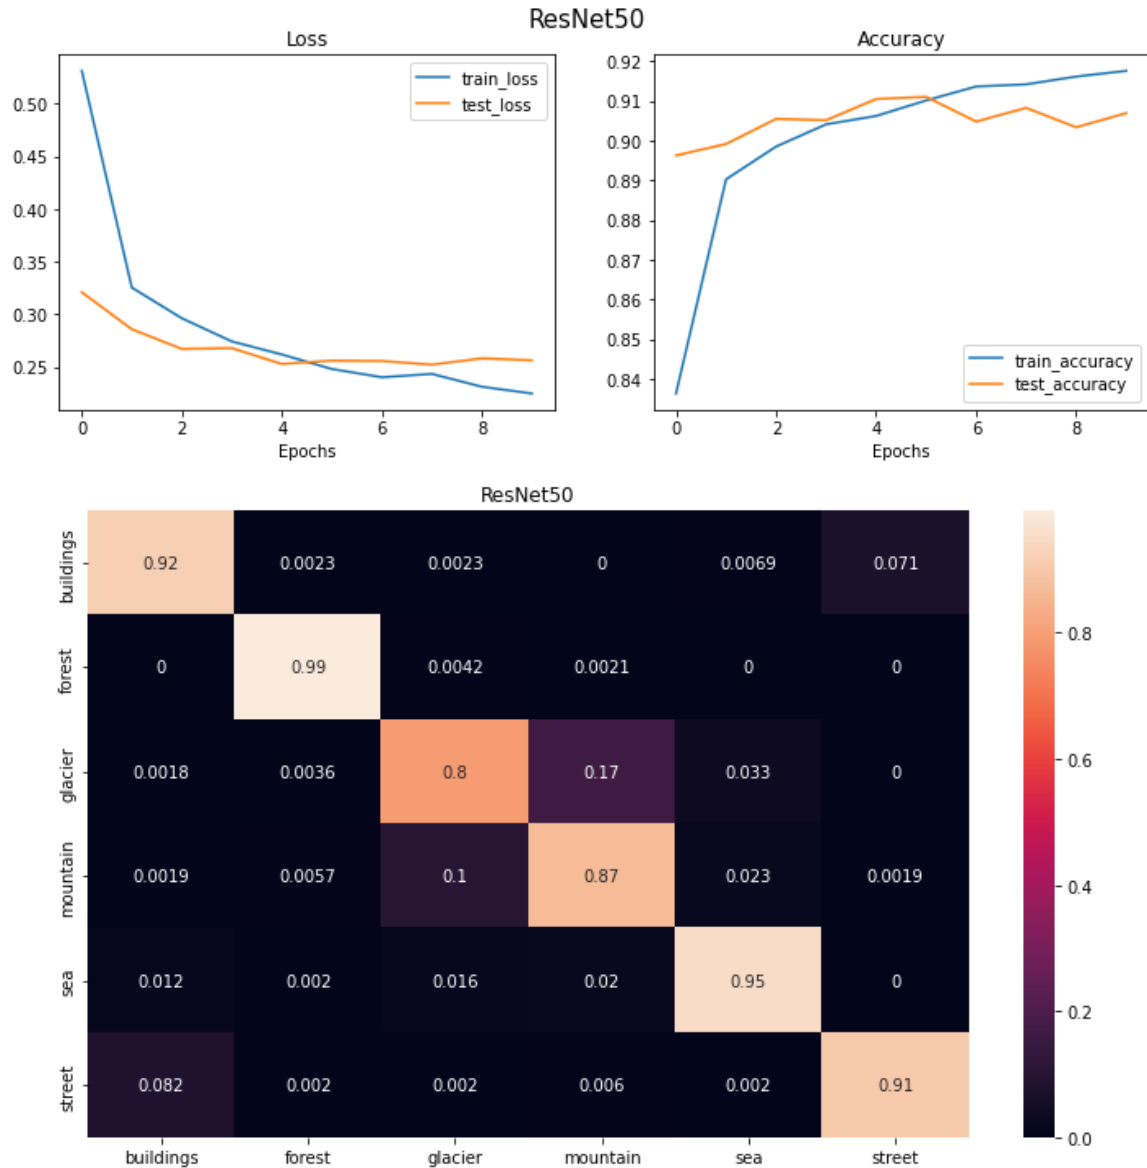 ResNet50
Loss
Accuracy
train_loss
test_loss
0.50
0.45
0.40
0.35
0.30
0.25
0 2 4 6 8
Epochs
0.92
0.91
0.90
0.89
0.88
0.87
0.86
0.85
0.84
train_accuracy
test_accuracy
0 2 4 6 8
Epochs
ResNet50
buildings 0.92 0.0023 0.0023 0 0.0069 0.071
forest 0 0.99 0.0042 0.0021 0 0
glacier 0.0018 0.0036 0.8 0.17 0.033 0
mountain 0.0019 0.0057 0.1 0.87 0.023 0.0019
sea 0.012 0.002 0.016 0.02 0.95 0
street 0.082 0.002 0.002 0.006 0.002 0.91
buildings forest glacier mountain sea street
0.8
0.6
0.4
0.2
0.0